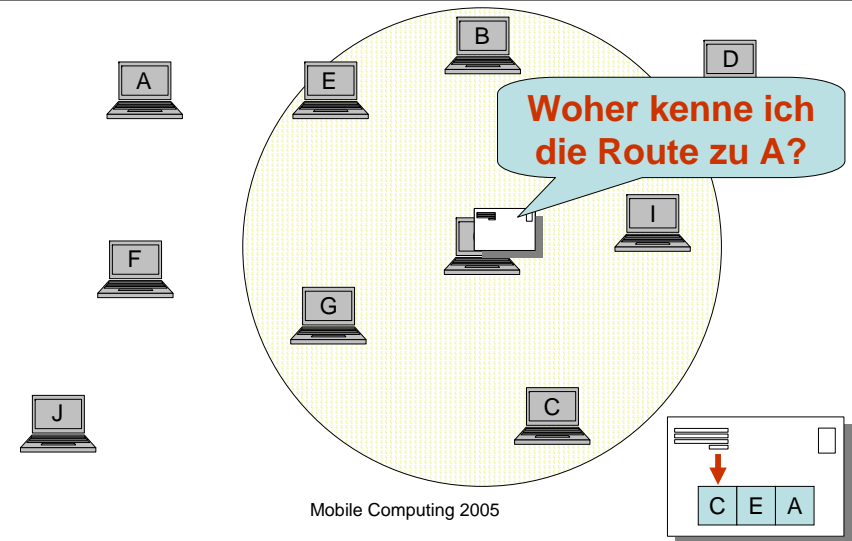 B
A
E
D
Woher kenne ich
die Route zu A?
I
F
G
J
C
Mobile Computing 2005
C E A